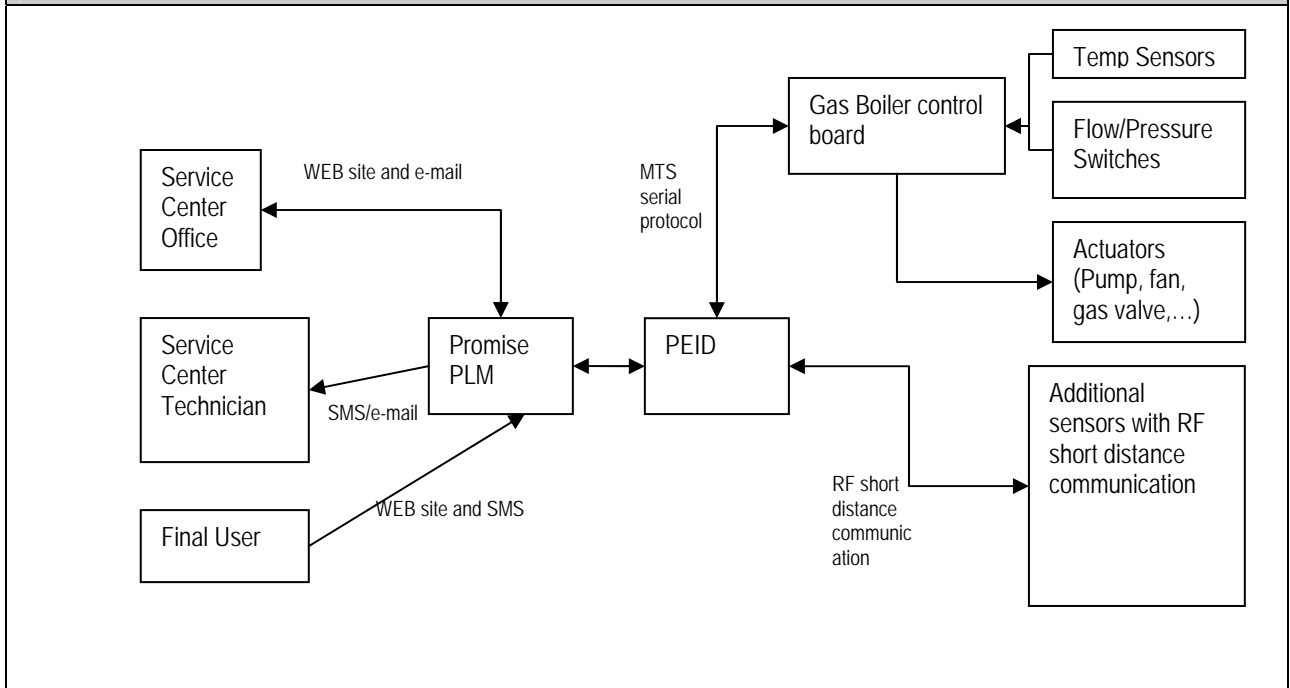 Temp Sensors
Gas Boiler control
board
Flow/Pressure
Switches
Service
Center
Office
WEB site and e-mail
MTS
serial
protocol
Actuators
(Pump, fan,
gas valve,...)
Service
Center
Technician
Promise
PLM
PEID
SMS/e-mail
Additional
sensors with RF
short distance
communication
Final User
WEB site and SMS
RF short
distance
communic
ation